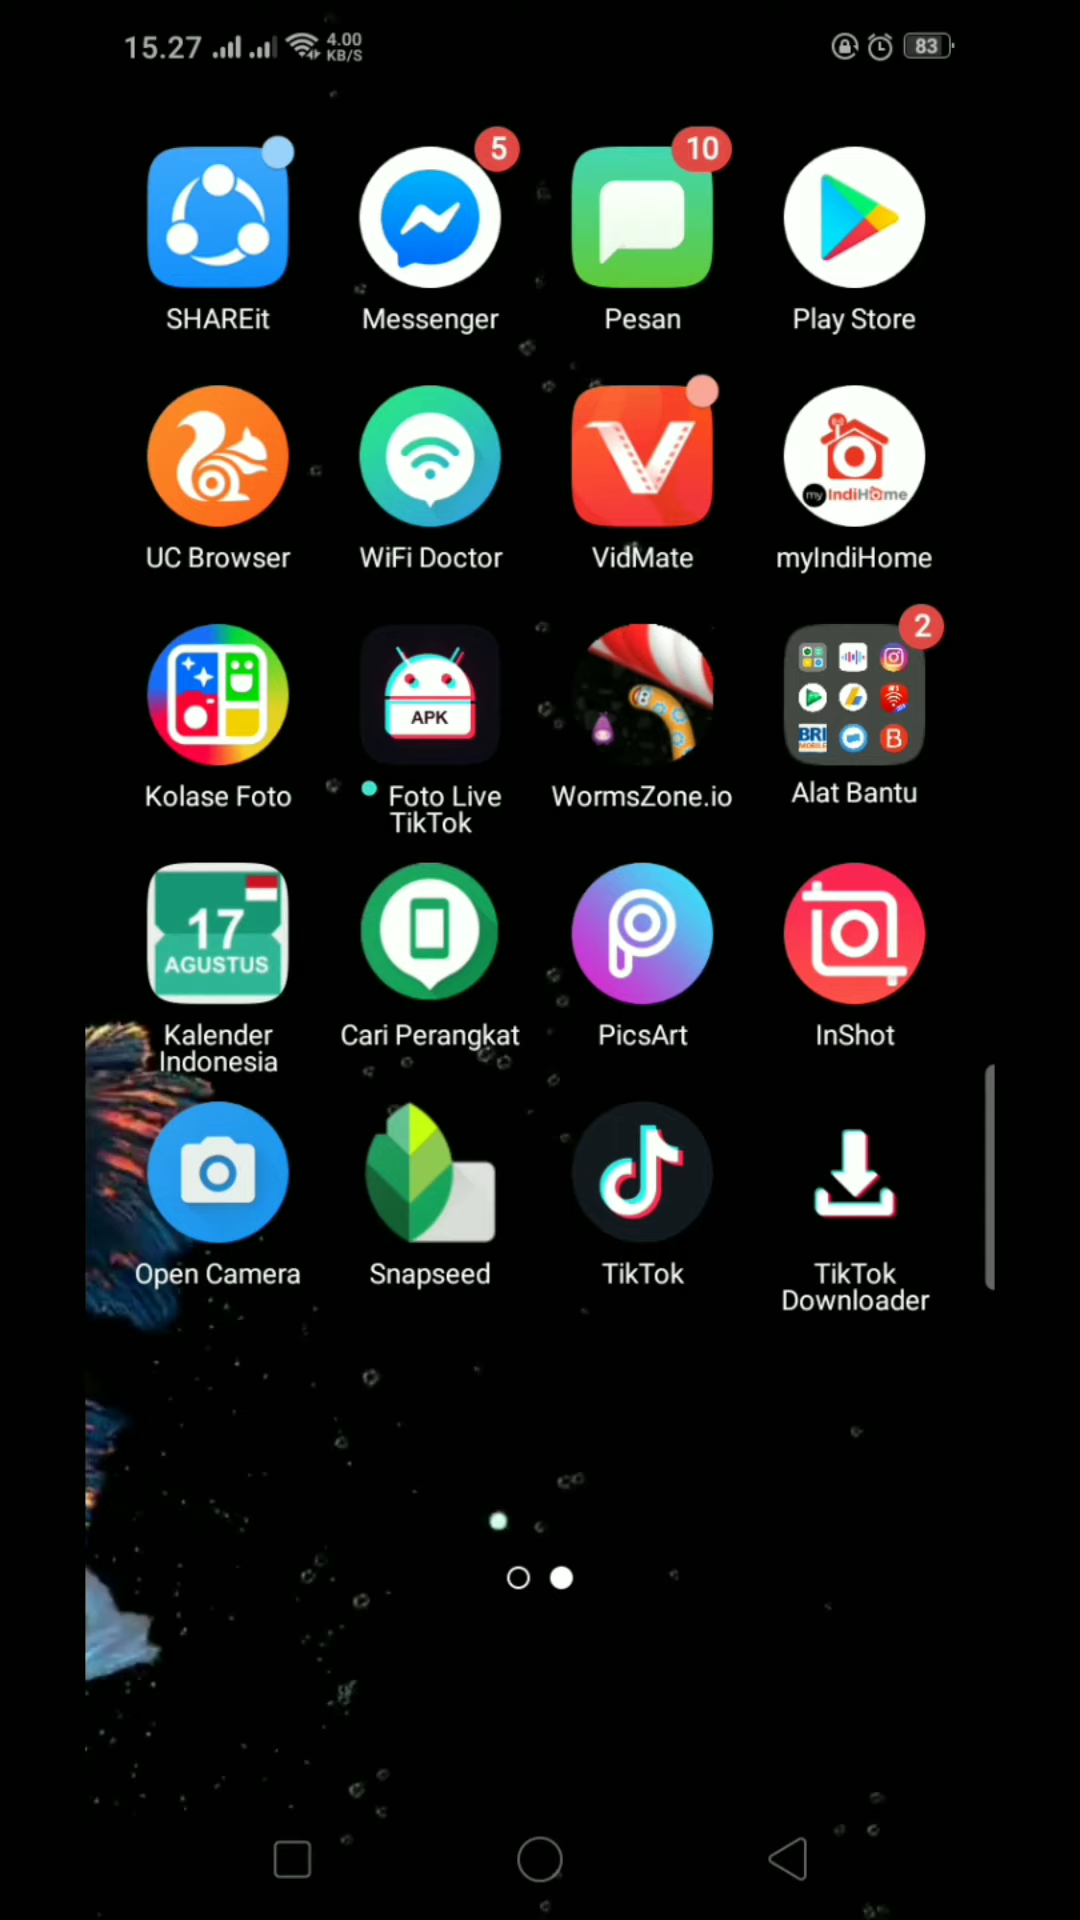 15.27 4.00 KB/S 83
5 10
SHAREit Messenger Pesan Play Store
my IndiHome
UC Browser WiFi Doctor VidMate myIndiHome
2
APK
BRI
Kolase Foto Foto Live TikTok WormsZone.io Alat Bantu
17
AGUSTUS
Kalender Indonesia Cari Perangkat PicsArt InShot
Open Camera Snapseed TikTok TikTok Downloader